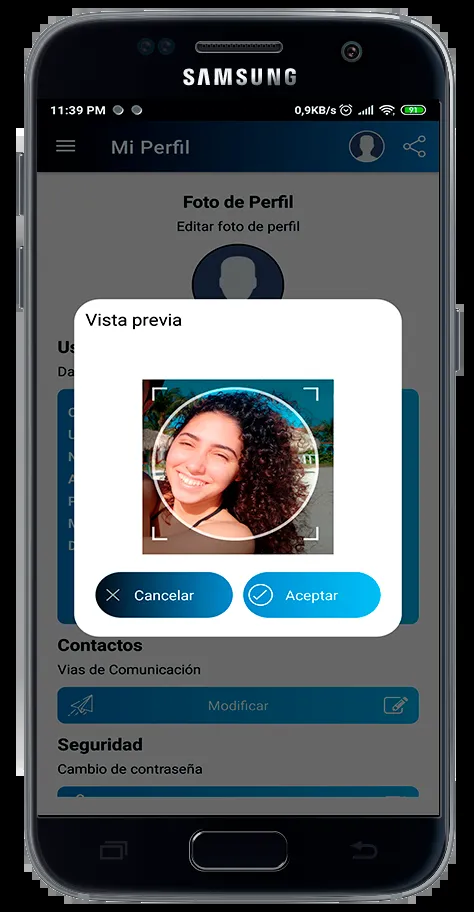 SAMSUNG
11:39 PM 0,9KB/s 91
Mi Perfil
Foto de Perfil
Editar foto de perfil
Vista previa
Us
Da
C
U
N
A
P
M
D
Cancelar Aceptar
Contactos
Vias de Comunicación
Modificar
Seguridad
Cambio de contraseña